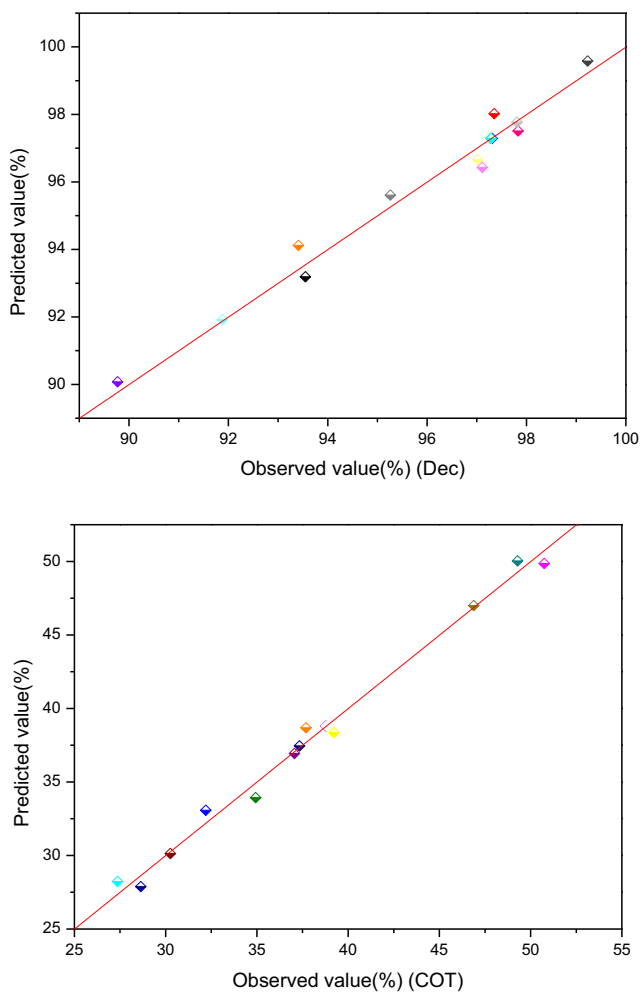 100
98
96
94
92
90
Predicted value(%)
90 92 94 96 98 100
Observed value(%) (Dec)
50
45
40
35
30
25
Predicted value(%)
25 30 35 40 45 50 55
Observed value(%) (COT)